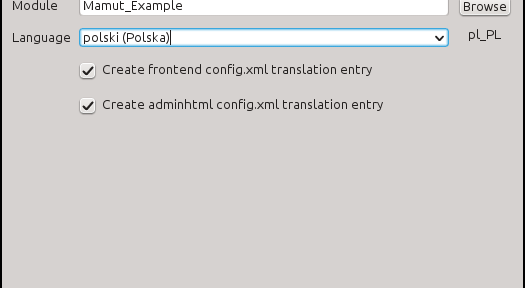 Module Mamut_Example Browse
Language polski (Polska) pl_PL
Create frontend config.xml translation entry
Create adminhtml config.xml translation entry